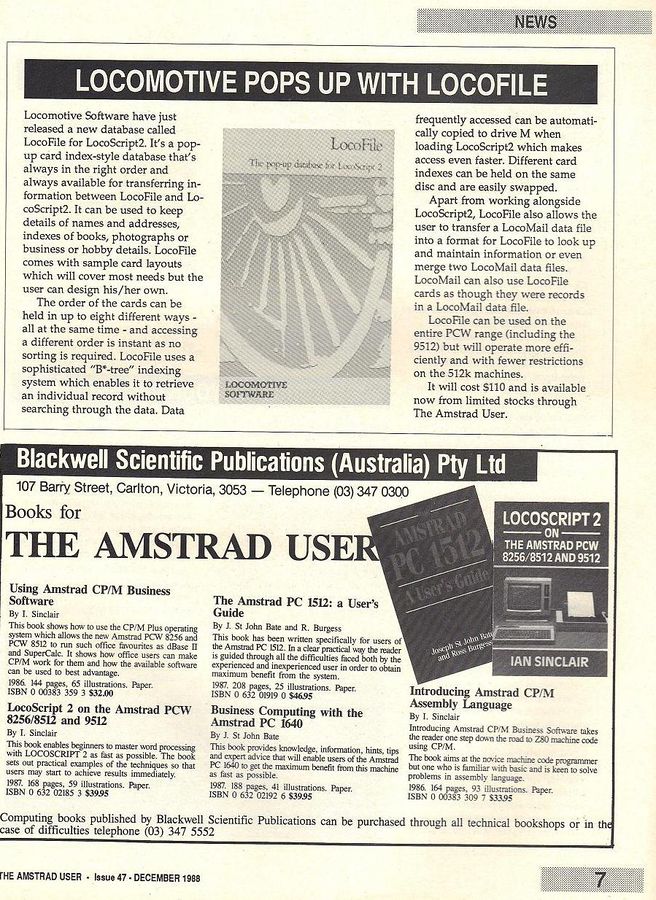 NEWS
LOCOMOTIVE POPS UP WITH LOCOFILE
Locomotive Software have just
released a new database called
LocoFile for LocoScript2. It's a pop-
up card index-style database that's
always in the right order and
always available for transferring in-
formation between LocoFile and Lo-
coScript2. It can be used to keep
details of names and addresses,
indexes of books, photographs or
business or hobby details. LocoFile
comes with sample card layouts
which will cover most needs but the
user can design his/her own.
The order of the cards can be
held in up to eight different ways -
all at the same time - and accessing
a different order is instant as no
sorting is required. LocoFile uses a
sophisticated "B*-tree" indexing
system which enables it to retrieve
an individual record without
searching through the data. Data
LocoFile
The pop-up database for LocoScript 2
LOCOMOTIVE
SOFTWARE
frequently accessed can be automati-
cally copied to drive M when
loading LocoScript2 which makes
access even faster. Different card
indexes can be held on the same
disc and are easily swapped.
Apart from working alongside
LocoScript2, LocoFile also allows the
user to transfer a LocoMail data file
into a format for LocoFile to look up
and maintain information or even
merge two LocoMail data files.
LocoMail can also use LocoFile
cards as though they were records
in a LocoMail data file.
LocoFile can be used on the
entire PCW range (including the
9512) but will operate more effi-
ciently and with fewer restrictions
on the 512k machines.
It will cost $110 and is available
now from limited stocks through
The Amstrad User.
Blackwell Scientific Publications (Australia) Pty Ltd
107 Barry Street, Carlton, Victoria, 3053 — Telephone (03) 347 0300
Books for
THE AMSTRAD USER
Using Amstrad CP/M Business
Software
By I. Sinclair
This book shows how to use the CP/M Plus operating
system which allows the new Amstrad PCW 8256 and
PCW 8512 to run such office favourites as dBase II
and SuperCalc. It shows how office users can make
CP/M work for them and how the available software
can be used to best advantage.
1986. 144 pages, 65 illustrations. Paper.
ISBN 0 00383 359 3 $32.00
LocoScript 2 on the Amstrad PCW
8256/8512 and 9512
By I. Sinclair
This book enables beginners to master word processing
with LOCOSCRIPT 2 as fast as possible. The book
sets out practical examples of the techniques so that
users may start to achieve results immediately.
1987. 168 pages, 59 illustrations. Paper.
ISBN 0 632 02185 3 $39.95
The Amstrad PC 1512: a User's
Guide
By J. St John Bate and R. Burgess
This book has been written specifically for users of
the Amstrad PC 1512. In a clear practical way the reader
is guided through all the difficulties faced both by the
experienced and inexperienced user in order to obtain
maximum benefit from the system.
1987. 208 pages, 25 illustrations. Paper.
ISBN 0 632 01919 0 $46.95
Business Computing with the
Amstrad PC 1640
By J. St John Bate
This book provides knowledge, information, hints, tips
and expert advice that will enable users of the Amstrad
PC 1640 to get the maximum benefit from this machine
as fast as possible.
1987. 188 pages, 41 illustrations. Paper.
ISBN 0 632 02192 6 $39.95
AMSTRAD
PC 1512
A User's Guide
Joseph St John Bate
and Ross Burgess
LOCOSCRIPT 2
ON
THE AMSTRAD PCW
8256/8512 AND 9512
IAN SINCLAIR
Introducing Amstrad CP/M
Assembly Language
By I. Sinclair
Introducing Amstrad CP/M Business Software takes
the reader one step down the road to Z80 machine code
using CP/M.
The book aims at the novice machine code programmer
but one who is familiar with basic and is keen to solve
problems in assembly language.
1986. 164 pages, 93 illustrations. Paper.
ISBN 0 00383 309 7 $33.95
Computing books published by Blackwell Scientific Publications can be purchased through all technical bookshops or in the
case of difficulties telephone (03) 347 5552
THE AMSTRAD USER - Issue 47 - DECEMBER 1988
7